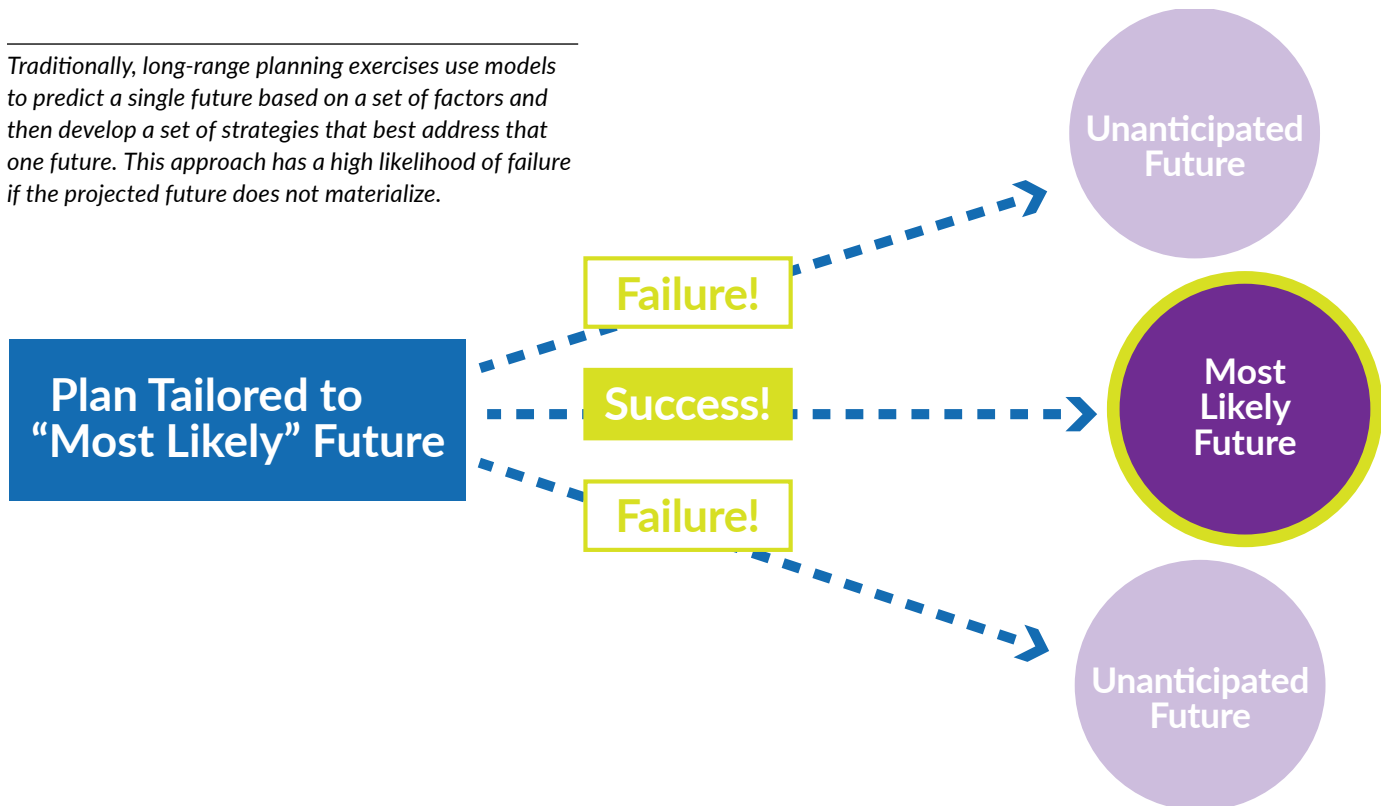 Traditionally, long-range planning exercises use models
to predict a single future based on a set of factors and
then develop a set of strategies that best address that
one future. This approach has a high likelihood of failure
if the projected future does not materialize.
Unanticipated
Future
Failure!
Plan Tailored to
“Most Likely” Future
Success!
Most
Likely
Future
Failure!
Unanticipated
Future